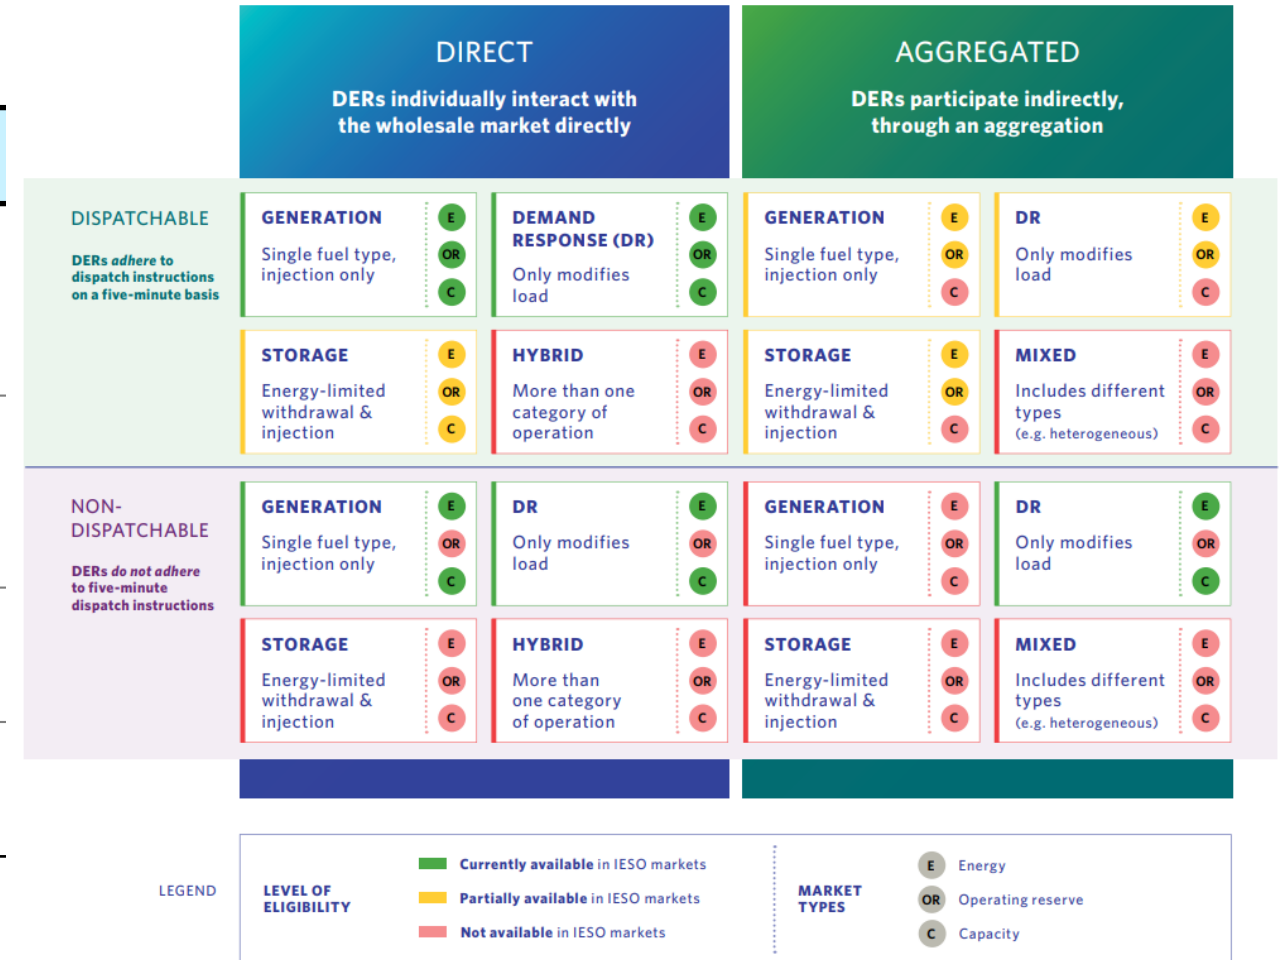 DIRECT
DERs individually interact with
the wholesale market directly
AGGREGATED
DERs participate indirectly,
through an aggregation
DISPATCHABLE
DERs adhere to
dispatch instructions
on a five-minute basis
GENERATION
Single fuel type,
injection only
E
OR
C
DEMAND
RESPONSE (DR)
Only modifies
load
E
OR
C
GENERATION
Single fuel type,
injection only
E
OR
C
DR
Only modifies
load
E
OR
C
STORAGE
Energy-limited
withdrawal &
injection
E
OR
C
HYBRID
More than one
category of
operation
E
OR
C
STORAGE
Energy-limited
withdrawal &
injection
E
OR
C
MIXED
Includes different
types
(e.g. heterogeneous)
E
OR
C
NON-
DISPATCHABLE
DERs do not adhere
to five-minute
dispatch instructions
GENERATION
Single fuel type,
injection only
E
OR
C
DR
Only modifies
load
E
OR
C
GENERATION
Single fuel type,
injection only
E
OR
C
DR
Only modifies
load
E
OR
C
STORAGE
Energy-limited
withdrawal &
injection
E
OR
C
HYBRID
More than
one category
of operation
E
OR
C
STORAGE
Energy-limited
withdrawal &
injection
E
OR
C
MIXED
Includes different
types
(e.g. heterogeneous)
E
OR
C
LEGEND
LEVEL OF
ELIGIBILITY
Currently available in IESO markets
Partially available in IESO markets
Not available in IESO markets
MARKET
TYPES
E Energy
OR Operating reserve
C Capacity